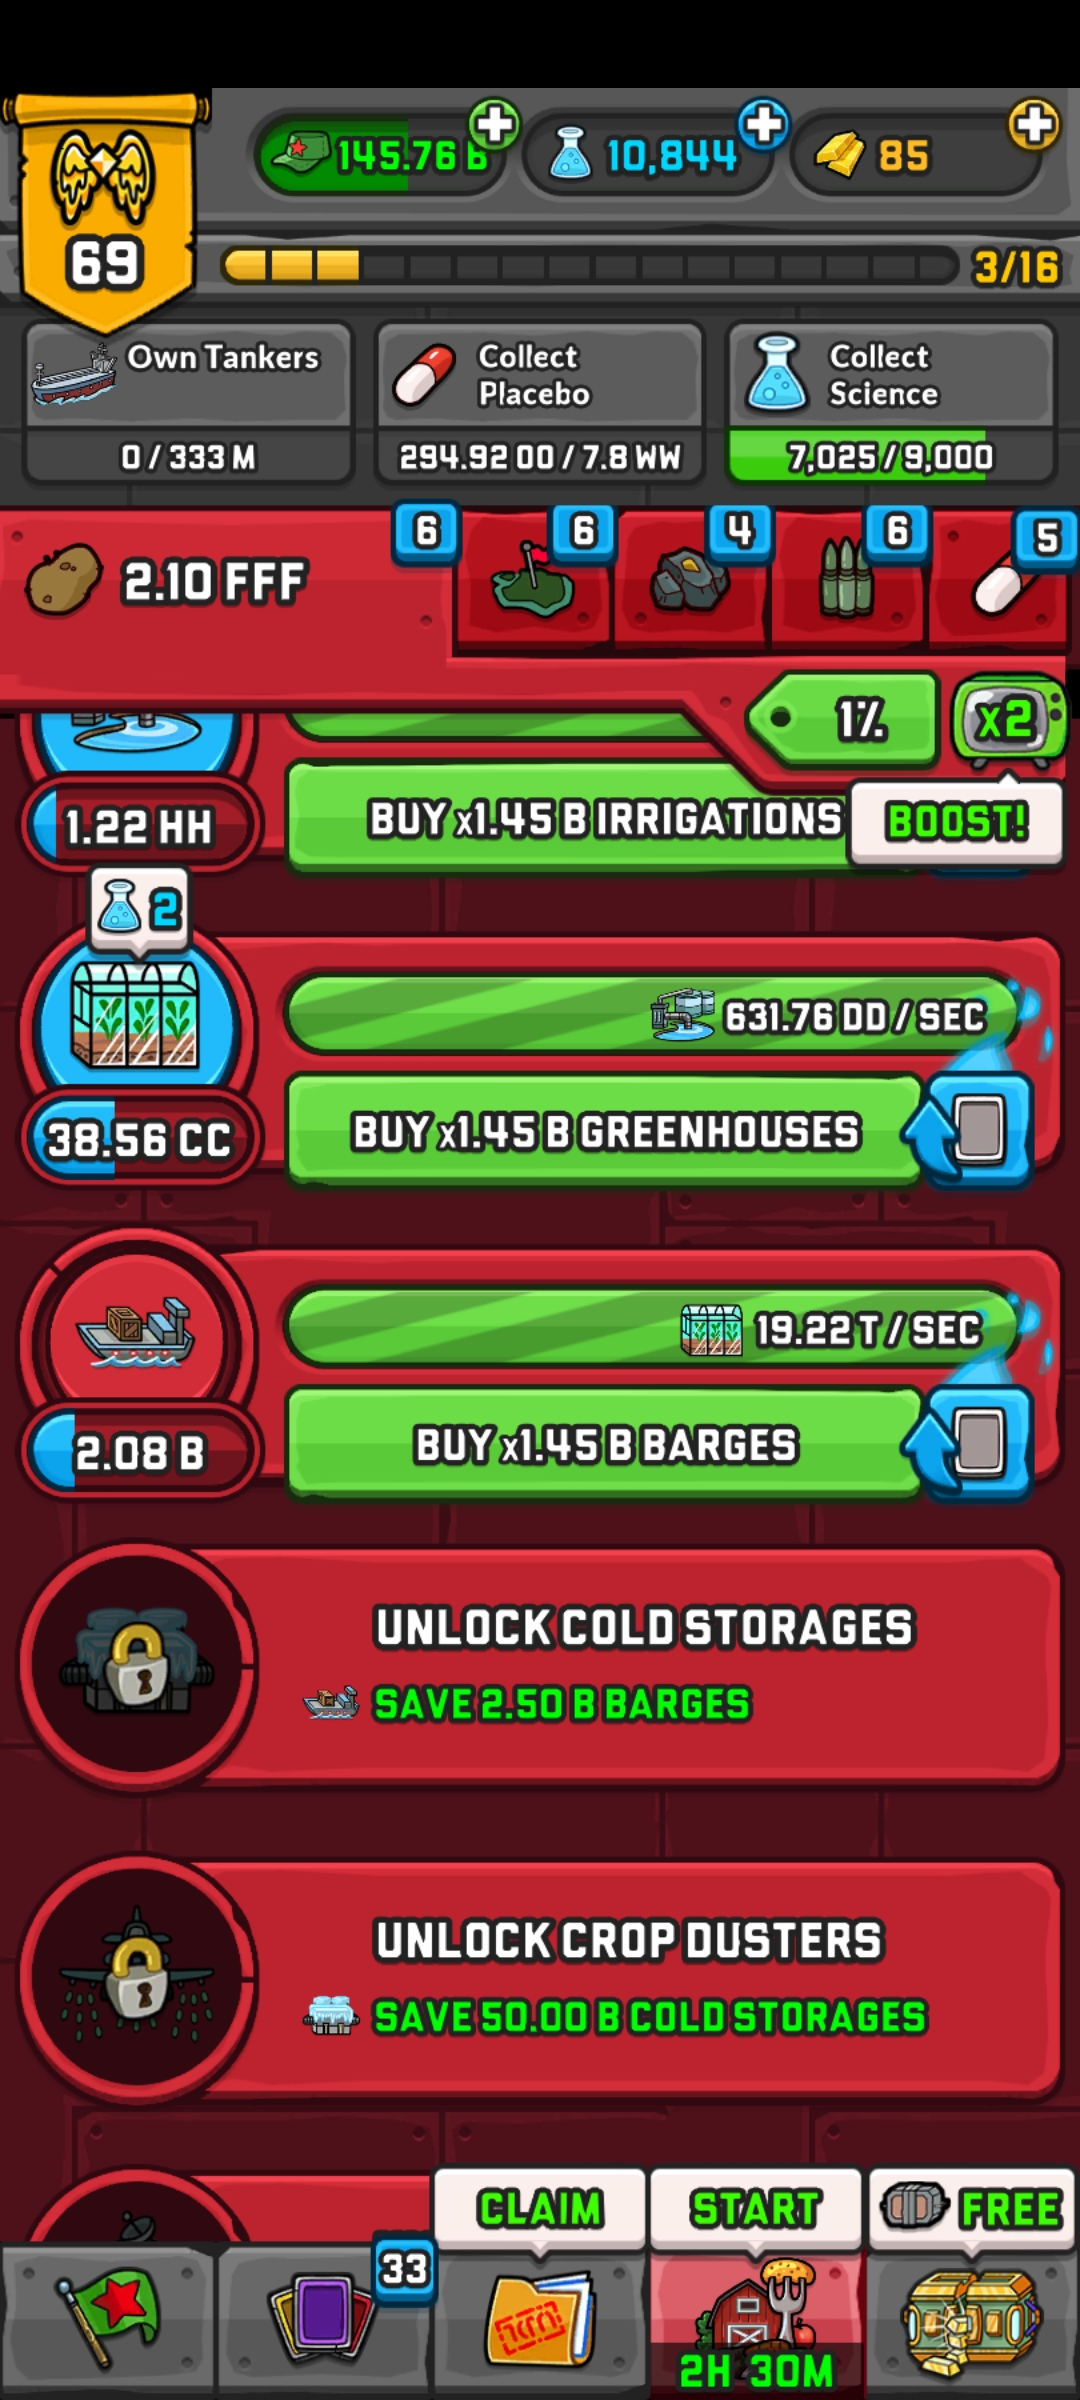 145.76 B
10,844
85
69
3/16
Own Tankers
0 / 333 M
Collect
Placebo
294.92 OO / 7.8 WW
Collect
Science
7,025 / 9,000
2.10 FFF
6
6
4
6
5
1%
x2
BOOST!
1.22 HH
BUY x1.45 B IRRIGATIONS
2
631.76 DD / SEC
38.56 CC
BUY x1.45 B GREENHOUSES
19.22 T / SEC
2.08 B
BUY x1.45 B BARGES
UNLOCK COLD STORAGES
SAVE 2.50 B BARGES
UNLOCK CROP DUSTERS
SAVE 50.00 B COLD STORAGES
CLAIM
START
FREE
33
2H 30M